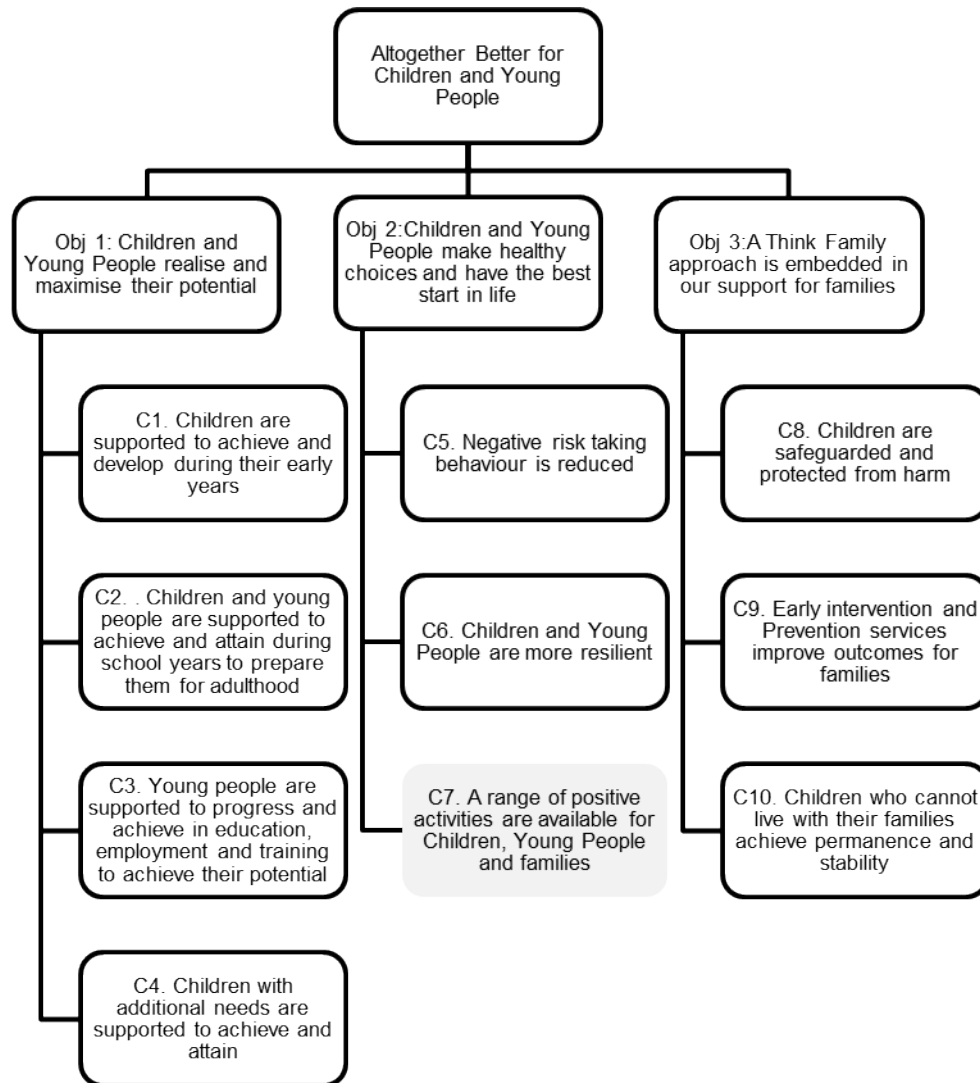 Altogether Better for
Children and Young
People
Obj 1: Children and
Young People realise and
maximise their potential
C1. Children are
supported to achieve and
develop during their early
years
C2. . Children and young
people are supported to
achieve and attain during
school years to prepare
them for adulthood
C3. Young people are
supported to progress and
achieve in education,
employment and training
to achieve their potential
C4. Children with
additional needs are
supported to achieve and
attain
Obj 2:Children and Young
People make healthy
choices and have the best
start in life
C5. Negative risk taking
behaviour is reduced
C6. Children and Young
People are more resilient
C7. A range of positive
activities are available for
Children, Young People
and families
Obj 3:A Think Family
approach is embedded in
our support for families
C8. Children are
safeguarded and
protected from harm
C9. Early intervention and
Prevention services
improve outcomes for
families
C10. Children who cannot
live with their families
achieve permanence and
stability